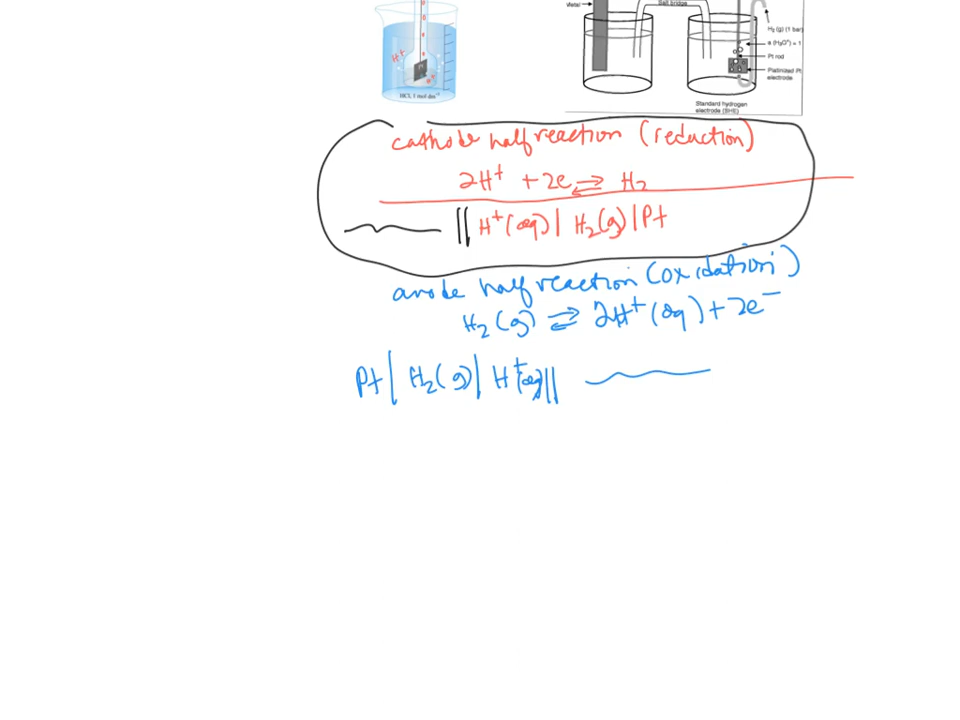 Metal
Salt bridge
H₂ (g) (1 bar)
a (H₃O⁺) = 1
Pt rod
Platinized Pt
electrode
H+
HCl, 1 mol dm⁻³
Standard hydrogen
electrode (SHE)
cathode half reaction (reduction)
2H⁺ + 2e ⇌ H₂
|| H⁺(aq) | H₂(g) | Pt
anode half reaction (oxidation)
H₂(g) ⇌ 2H⁺(aq) + 2e⁻
Pt | H₂(g) | H⁺(aq) ||